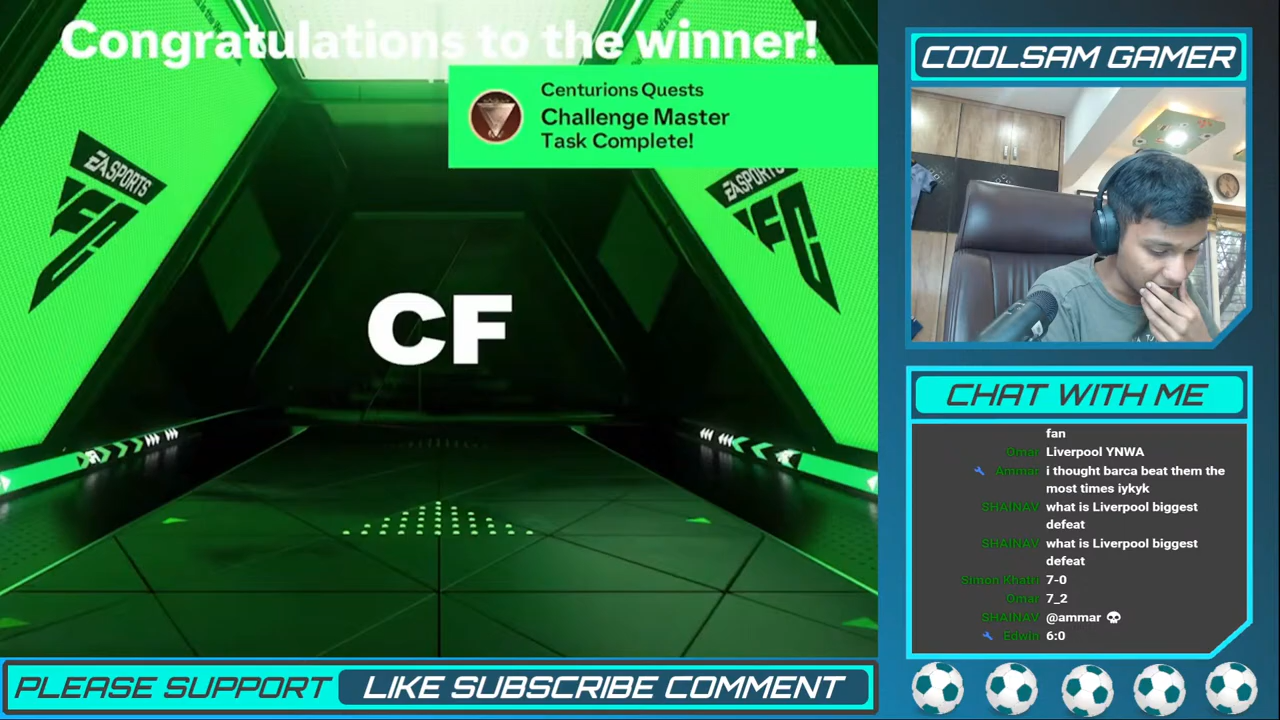 Congratulations to the winner!
Centurions Quests
Challenge Master
Task Complete!
EA SPORTS
FC
EA SPORTS
FC
CF
PLEASE SUPPORT
LIKE SUBSCRIBE COMMENT
COOLSAM GAMER
CHAT WITH ME
fan
Omar Liverpool YNWA
Ammar i thought barca beat them the
most times iykyk
SHAINAV what is Liverpool biggest
defeat
SHAINAV what is Liverpool biggest
defeat
Simon Khatri 7-0
Omar 7_2
SHAINAV @ammar 💀
Edwin 6:0